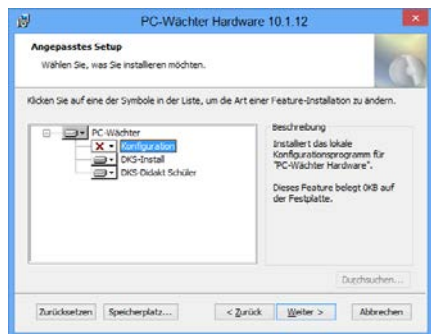 PC-Wächter Hardware 10.1.12
Angepasstes Setup
Wählen Sie, was Sie installieren möchten.
Klicken Sie auf eine der Symbole in der Liste, um die Art einer Feature-Installation zu ändern.
PC-Wächter
Konfiguration
DKS-Install
DKS-Didakt Schüler
Beschreibung
Installiert das lokale
Konfigurationsprogramm für
"PC-Wächter Hardware".
Dieses Feature belegt 0KB auf
der Festplatte.
Durchsuchen...
Zurücksetzen
Speicherplatz...
< Zurück
Weiter >
Abbrechen